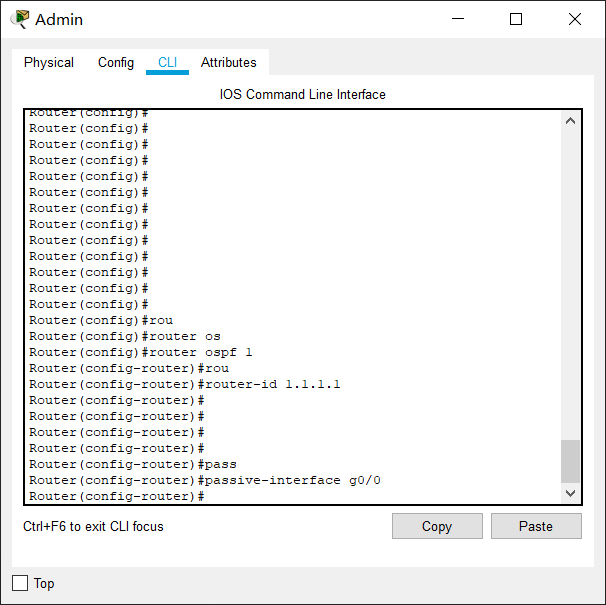 Admin
Physical Config CLI Attributes
IOS Command Line Interface
Router(config)#
Router(config)#
Router(config)#
Router(config)#
Router(config)#
Router(config)#
Router(config)#
Router(config)#
Router(config)#
Router(config)#
Router(config)#
Router(config)#
Router(config)#
Router(config)#rou
Router(config)#router os
Router(config)#router ospf 1
Router(config-router)#rou
Router(config-router)#router-id 1.1.1.1
Router(config-router)#
Router(config-router)#
Router(config-router)#
Router(config-router)#
Router(config-router)#pass
Router(config-router)#passive-interface g0/0
Router(config-router)#
Ctrl+F6 to exit CLI focus Copy Paste
Top